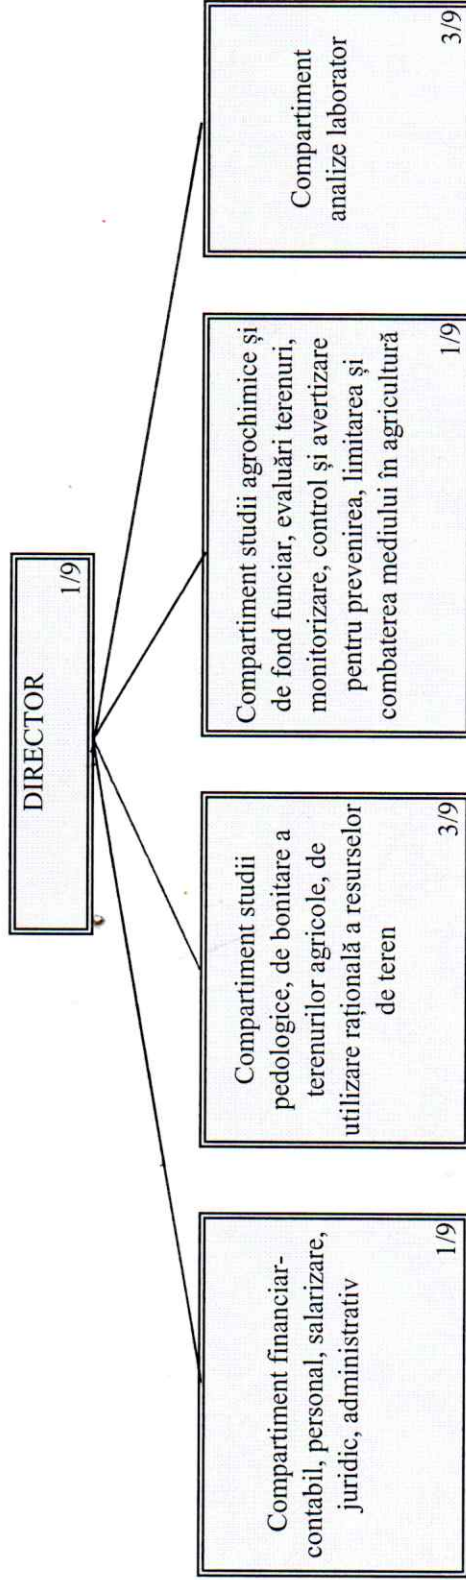 DIRECTOR
1/9
Compartiment financiar-
contabil, personal, salarizare,
juridic, administrativ
1/9
Compartiment studii
pedologice, de bonitare a
terenurilor agricole, de
utilizare rațională a resurselor
de teren
3/9
Compartiment studii agrochimice și
de fond funciar, evaluări terenuri,
monitorizare, control și avertizare
pentru prevenirea, limitarea și
combaterea mediului în agricultură
1/9
Compartiment
analize laborator
3/9